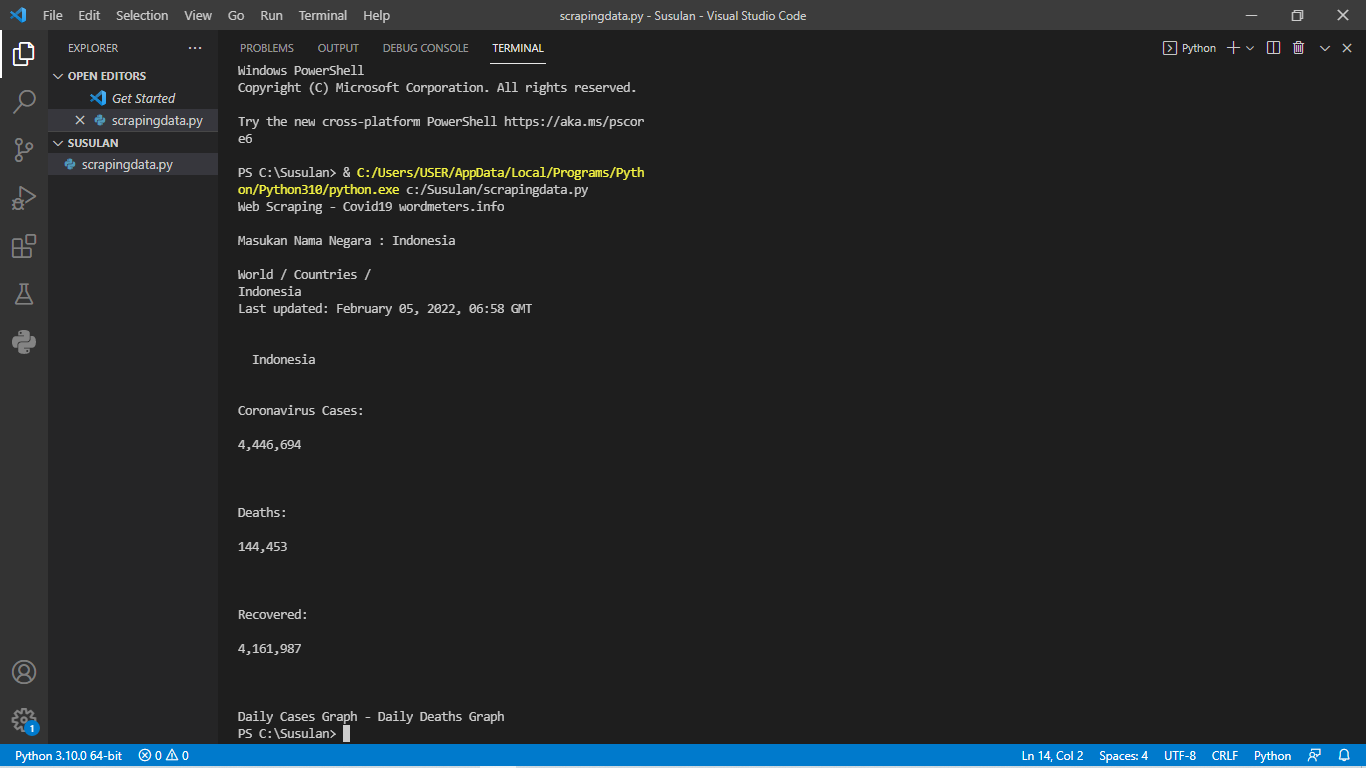 File Edit Selection View Go Run Terminal Help
scrapingdata.py - Susulan - Visual Studio Code
EXPLORER
OPEN EDITORS
Get Started
scrapingdata.py
SUSULAN
scrapingdata.py
PROBLEMS OUTPUT DEBUG CONSOLE TERMINAL
Python
Windows PowerShell
Copyright (C) Microsoft Corporation. All rights reserved.
Try the new cross-platform PowerShell https://aka.ms/pscor
e6
PS C:\Susulan> & C:/Users/USER/AppData/Local/Programs/Pyth
on/Python310/python.exe c:/Susulan/scrapingdata.py
Web Scraping - Covid19 wordmeters.info
Masukan Nama Negara : Indonesia
World / Countries /
Indonesia
Last updated: February 05, 2022, 06:58 GMT
Indonesia
Coronavirus Cases:
4,446,694
Deaths:
144,453
Recovered:
4,161,987
Daily Cases Graph - Daily Deaths Graph
PS C:\Susulan>
1
Python 3.10.0 64-bit 0 0
Ln 14, Col 2 Spaces: 4 UTF-8 CRLF Python